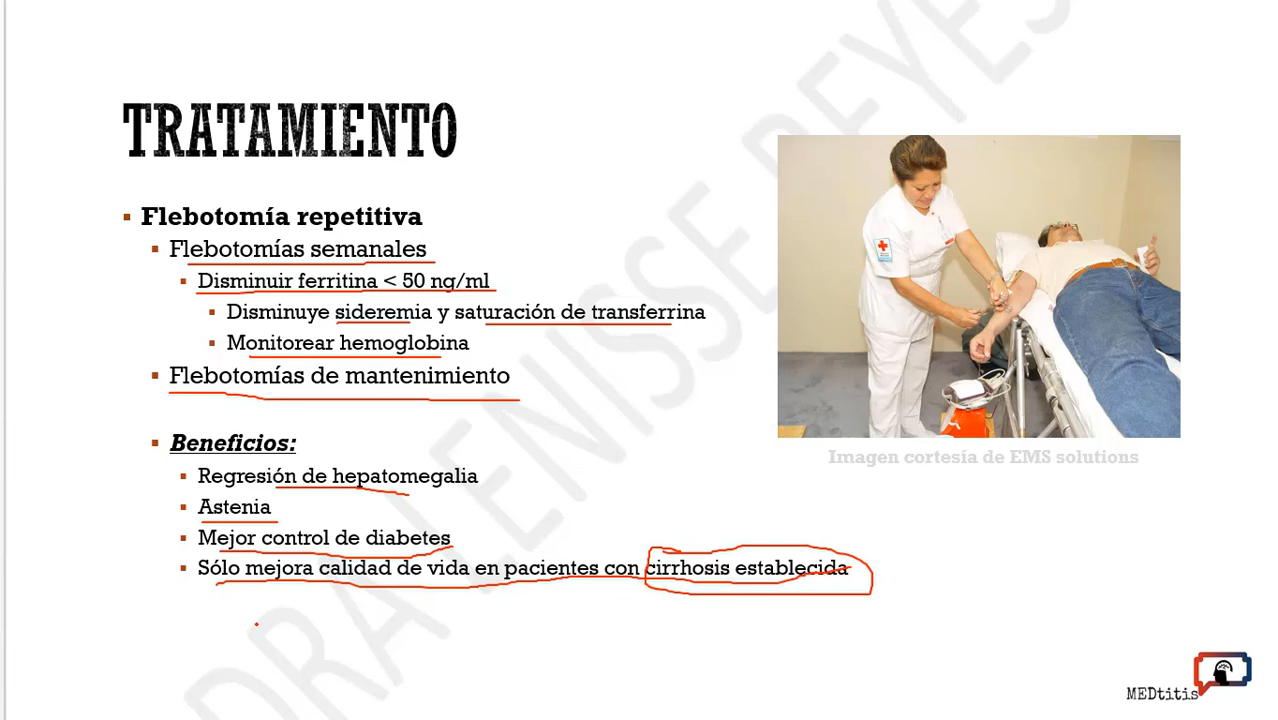 TRATAMIENTO
Flebotomía repetitiva
Flebotomías semanales
Disminuir ferritina < 50 ng/ml
Disminuye sideremia y saturación de transferrina
Monitorear hemoglobina
Flebotomías de mantenimiento
Beneficios:
Regresión de hepatomegalia
Astenia
Mejor control de diabetes
Sólo mejora calidad de vida en pacientes con cirrhosis establecida
Imagen cortesía de EMS solutions
DRA LENISSE REYES
MEDtitis